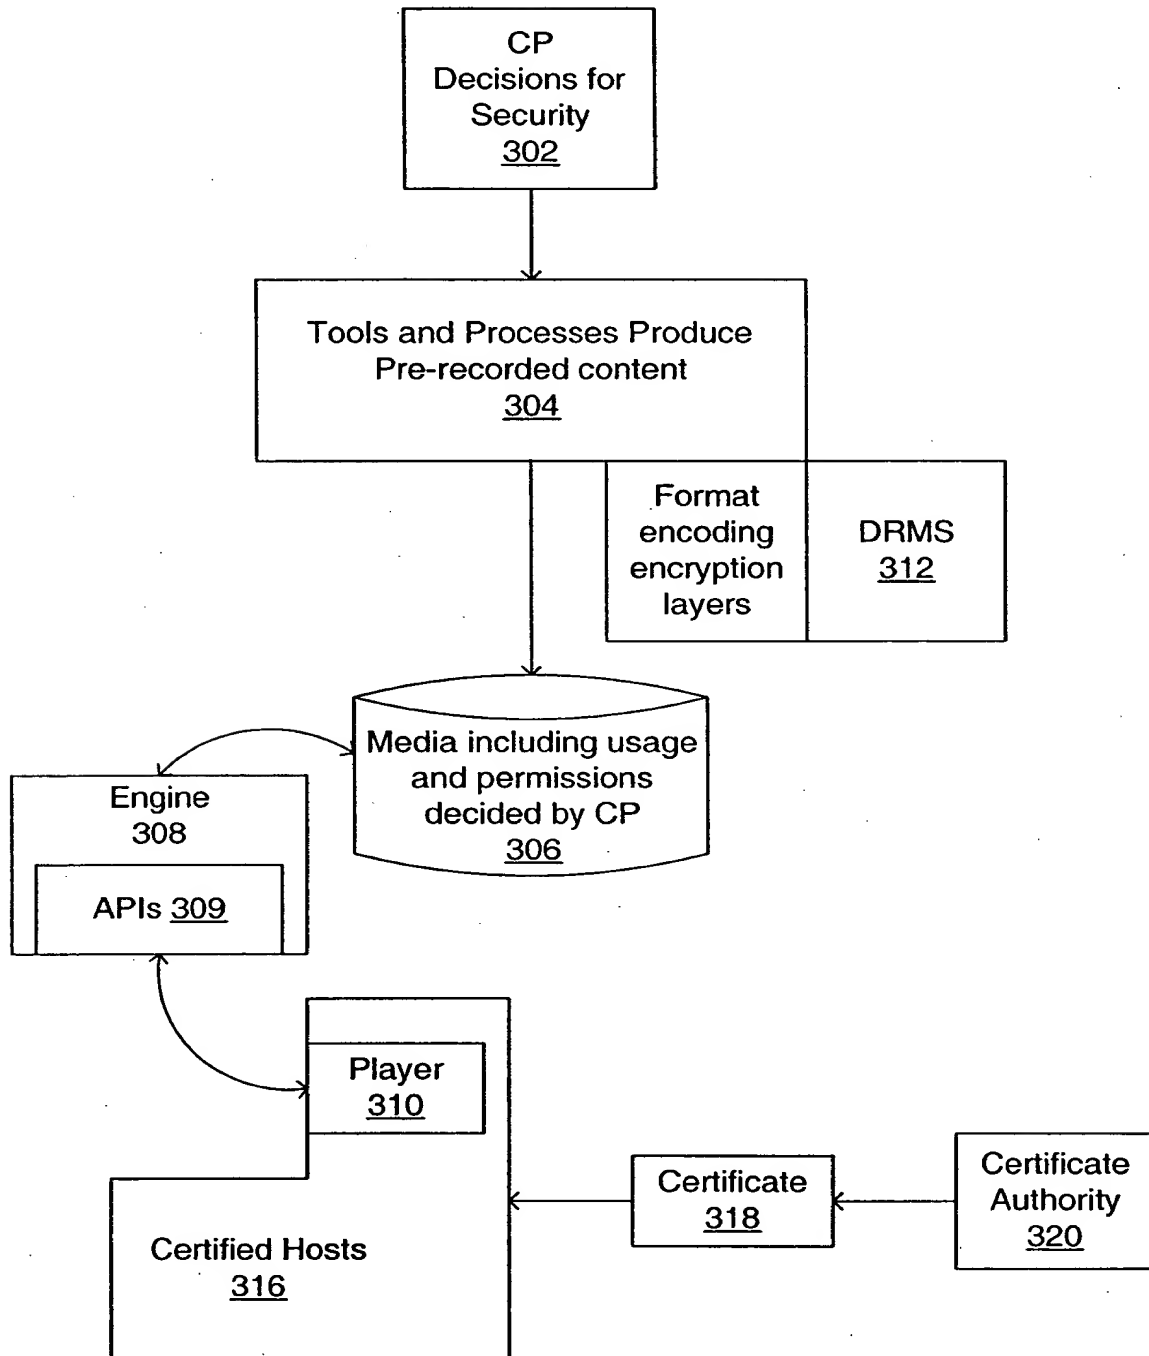 CP
Decisions for
Security
302
Tools and Processes Produce
Pre-recorded content
304
Format
encoding
encryption
layers
DRMS
312
Media including usage
and permissions
decided by CP
306
Engine
308
APIs 309
Player
310
Certified Hosts
316
Certificate
318
Certificate
Authority
320